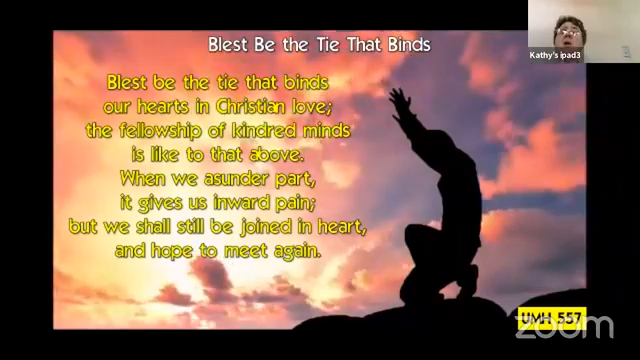 Blest Be the Tie That Binds
Kathy's ipad3
Blest be the tie that binds
our hearts in Christian love;
the fellowship of kindred minds
is like to that above.
When we asunder part,
it gives us inward pain;
but we shall still be joined in heart,
and hope to meet again.
UMH 557
zoom